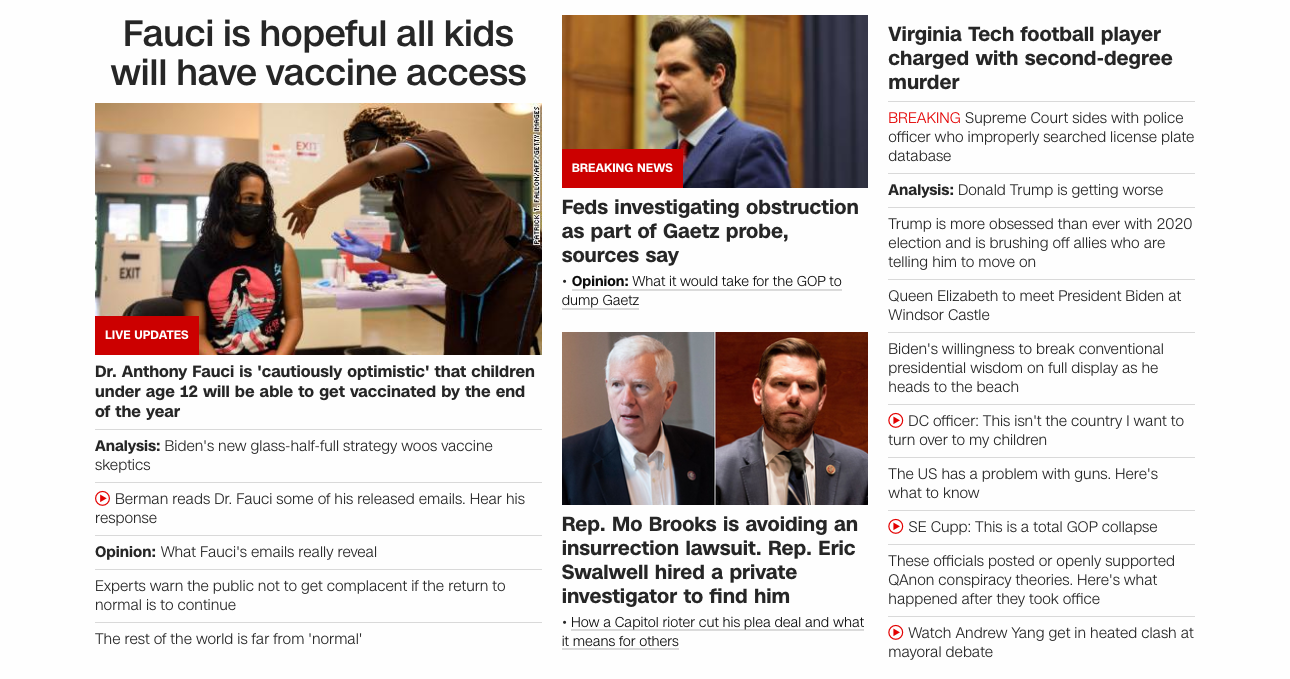 Fauci is hopeful all kids
will have vaccine access
EXIT
EXIT
PATRICK T. FALLON/AFP/GETTY IMAGES
LIVE UPDATES
Dr. Anthony Fauci is 'cautiously optimistic' that children
under age 12 will be able to get vaccinated by the end
of the year
Analysis: Biden's new glass-half-full strategy woos vaccine
skeptics
Berman reads Dr. Fauci some of his released emails. Hear his
response
Opinion: What Fauci's emails really reveal
Experts warn the public not to get complacent if the return to
normal is to continue
The rest of the world is far from 'normal'
BREAKING NEWS
Feds investigating obstruction
as part of Gaetz probe,
sources say
• Opinion: What it would take for the GOP to
dump Gaetz
Rep. Mo Brooks is avoiding an
insurrection lawsuit. Rep. Eric
Swalwell hired a private
investigator to find him
• How a Capitol rioter cut his plea deal and what
it means for others
Virginia Tech football player
charged with second-degree
murder
BREAKING Supreme Court sides with police
officer who improperly searched license plate
database
Analysis: Donald Trump is getting worse
Trump is more obsessed than ever with 2020
election and is brushing off allies who are
telling him to move on
Queen Elizabeth to meet President Biden at
Windsor Castle
Biden's willingness to break conventional
presidential wisdom on full display as he
heads to the beach
DC officer: This isn't the country I want to
turn over to my children
The US has a problem with guns. Here's
what to know
SE Cupp: This is a total GOP collapse
These officials posted or openly supported
QAnon conspiracy theories. Here's what
happened after they took office
Watch Andrew Yang get in heated clash at
mayoral debate